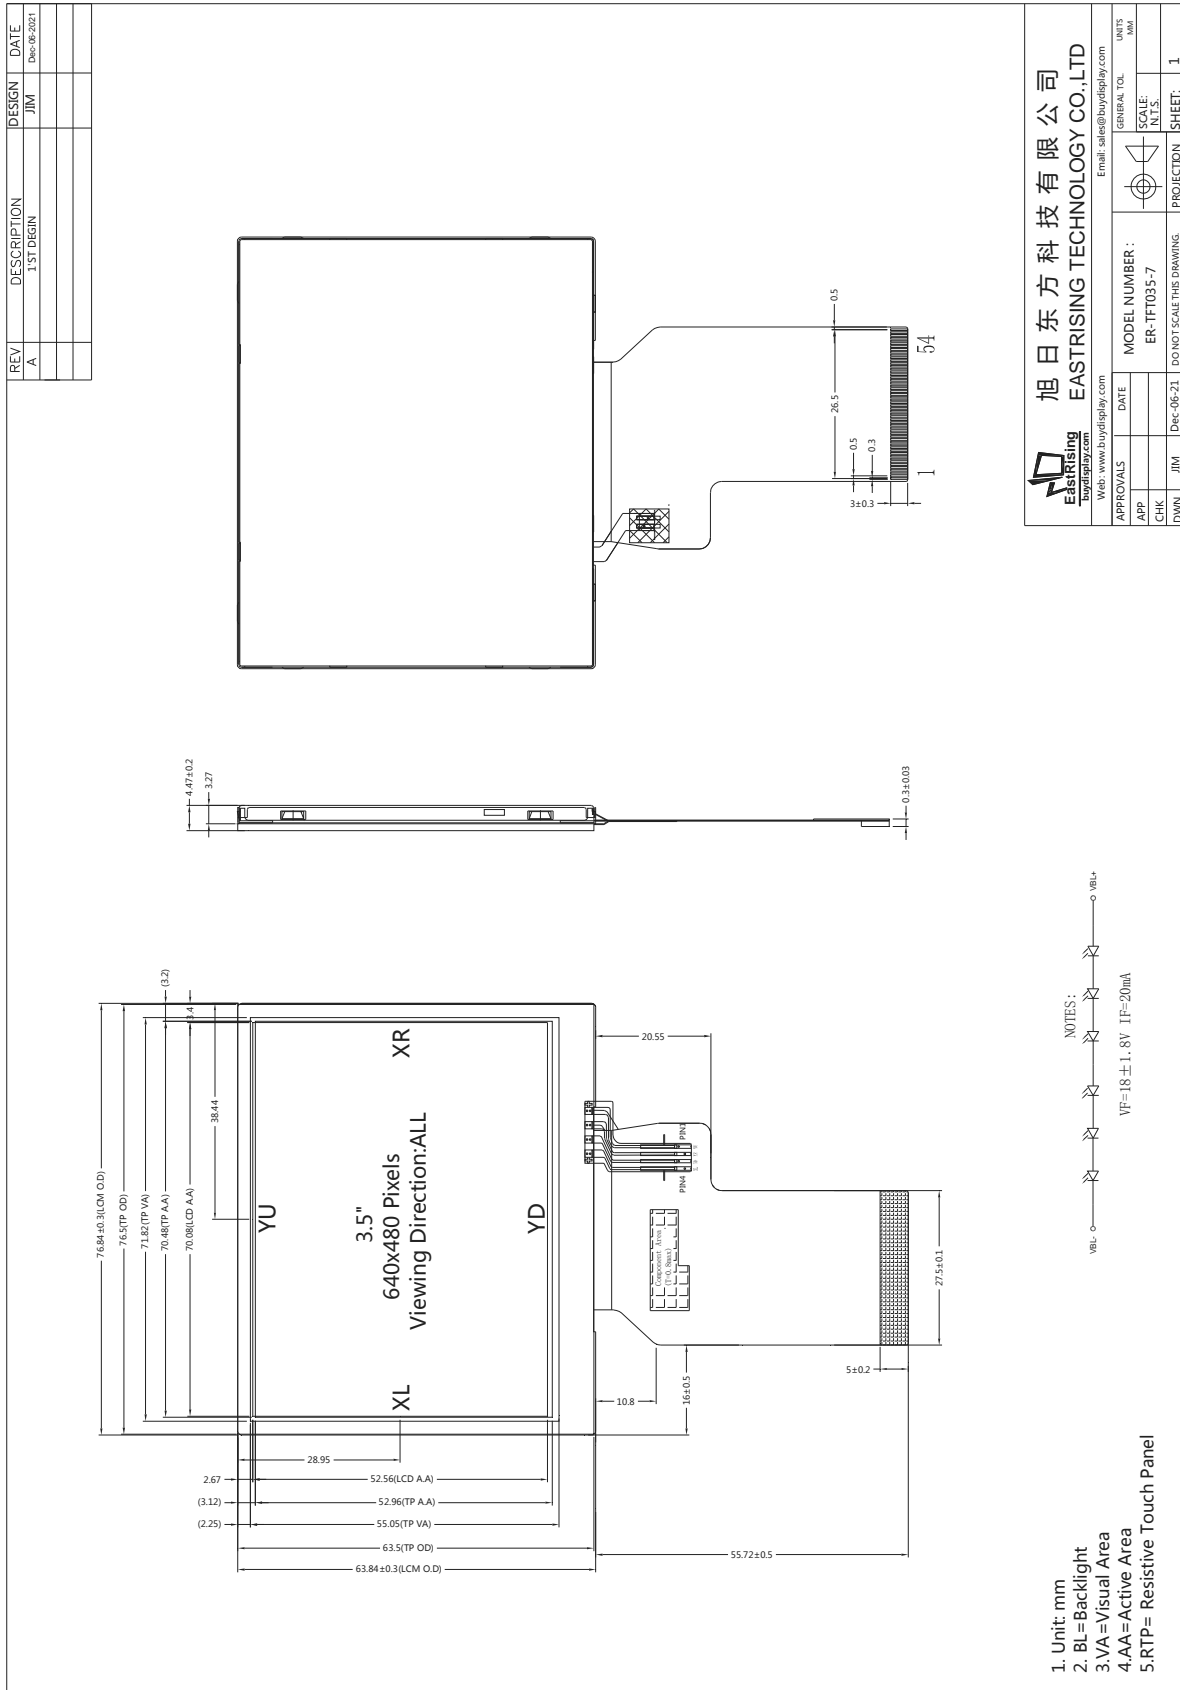 REV DESCRIPTION DESIGN DATE
A 1'ST DEGIN JIM Dec-06-2021
76.84±0.3(LCM O.D)
76.5(TP OD)
71.82(TP VA)
70.48(TP A.A)
70.08(LCD A.A)
38.44
(3.2)
3.4
YU
XL
XR
YD
3.5"
640x480 Pixels
Viewing Direction:ALL
28.95
2.67
52.56(LCD A.A)
(3.12)
52.96(TP A.A)
(2.25)
55.05(TP VA)
63.5(TP OD)
63.84±0.3(LCM O.D)
10.8
16±0.5
20.55
PIN4
PIN1
Component Area
(T=0.8max)
55.72±0.5
5±0.2
27.5±0.1
4.47±0.2
3.27
0.3±0.03
3±0.3
0.5
0.3
26.5
0.5
1
54
NOTES:
VBL-
VBL+
VF=18±1.8V IF=20mA
1. Unit: mm
2. BL=Backlight
3.VA=Visual Area
4.AA=Active Area
5.RTP= Resistive Touch Panel
EastRising
buydisplay.com
旭日东方科技有限公司
EASTRISING TECHNOLOGY CO.,LTD
Web: www.buydisplay.com
Email: sales@buydisplay.com
APPROVALS DATE
APP
CHK
DWN JIM Dec-06-21
MODEL NUMBER :
ER-TFT035-7
DO NOT SCALE THIS DRAWING.
PROJECTION
GENERAL TOL.
UNITS
MM
SCALE:
N.T.S.
SHEET: 1